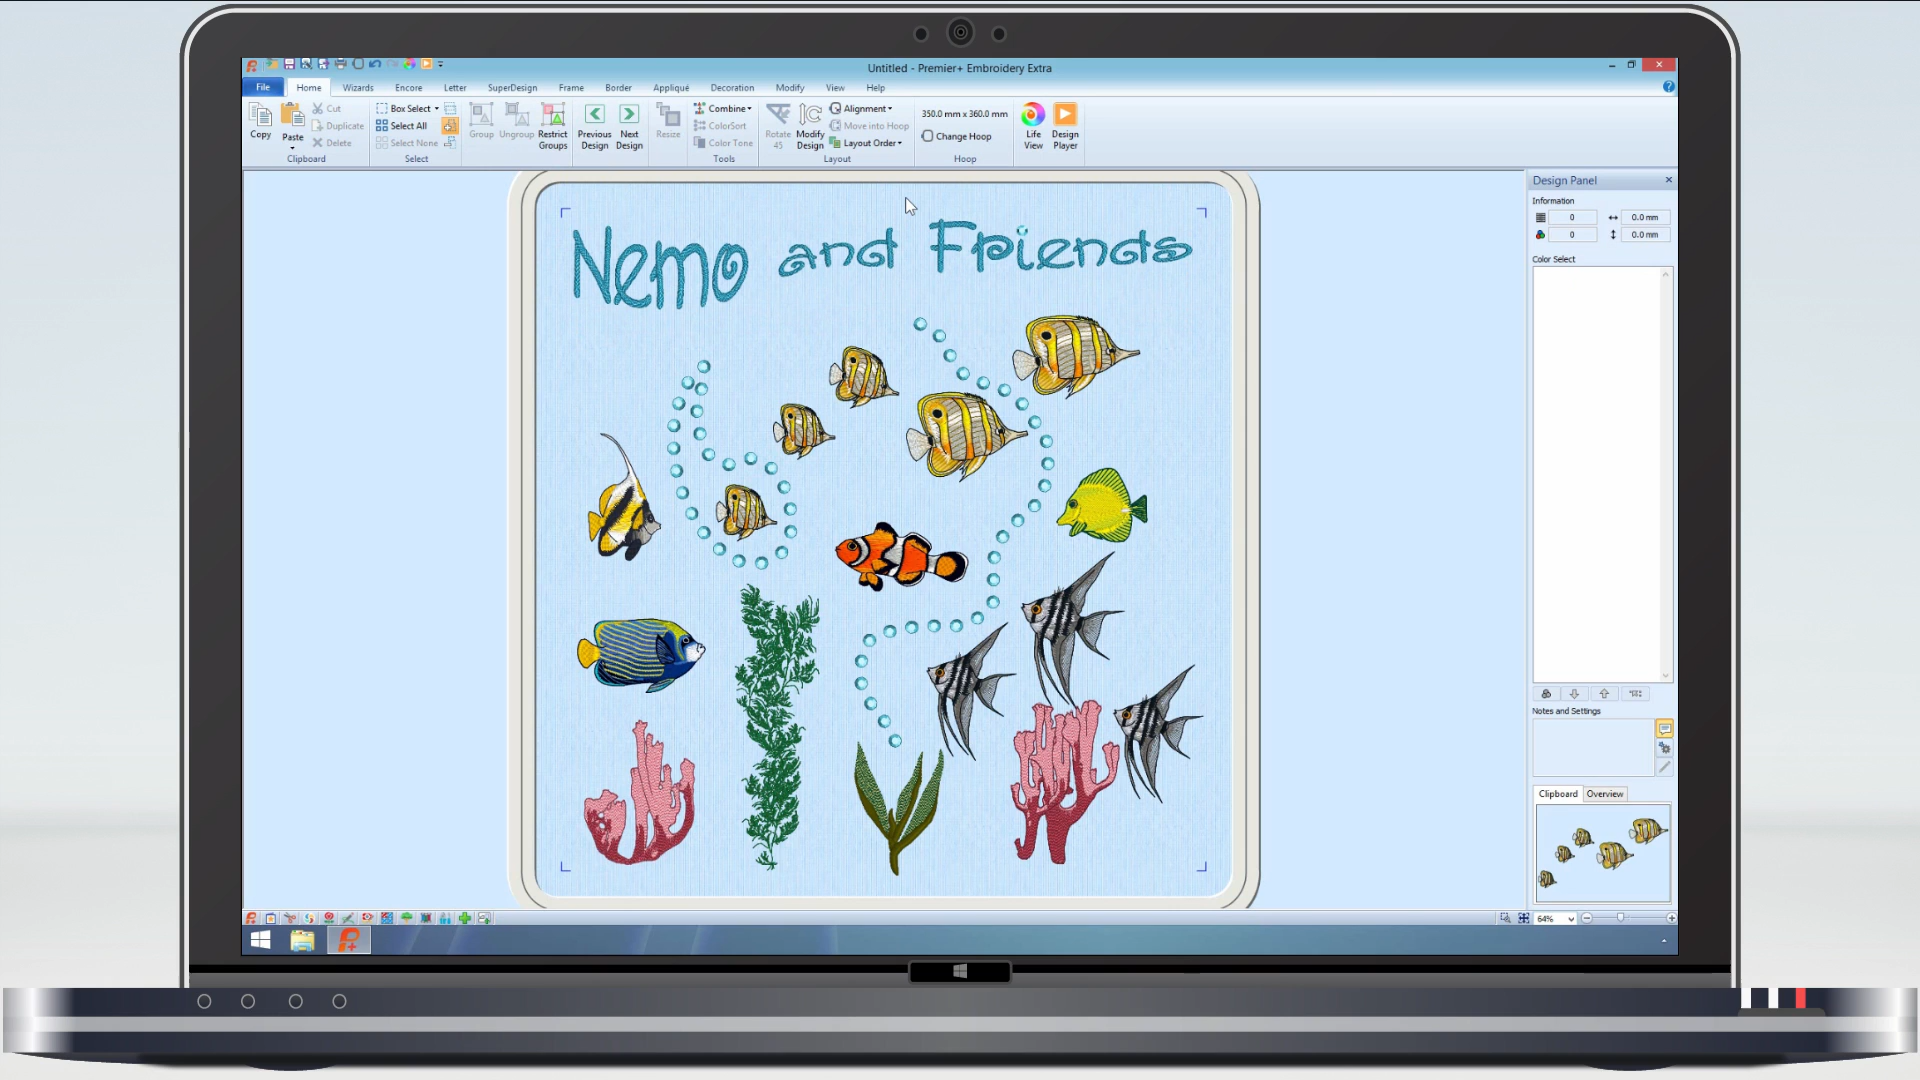 Untitled - Premier+ Embroidery Extra
File Home Wizards Encore Letter SuperDesign Frame Border Appliqué Decoration Modify View Help
Copy
Paste
Cut
Duplicate
Delete
Clipboard
Box Select
Select All
Select None
Select
Group
Ungroup
Restrict
Groups
Previous
Design
Next
Design
Resize
Combine
ColorSort
Color Tone
Tools
Rotate
45
Modify
Design
Alignment
Move into Hoop
Layout Order
Layout
350.0 mm x 360.0 mm
Change Hoop
Hoop
Life
View
Design
Player
Nemo and Friends
Design Panel
Information
0 0.0 mm
0 0.0 mm
Color Select
Notes and Settings
Clipboard Overview
64%